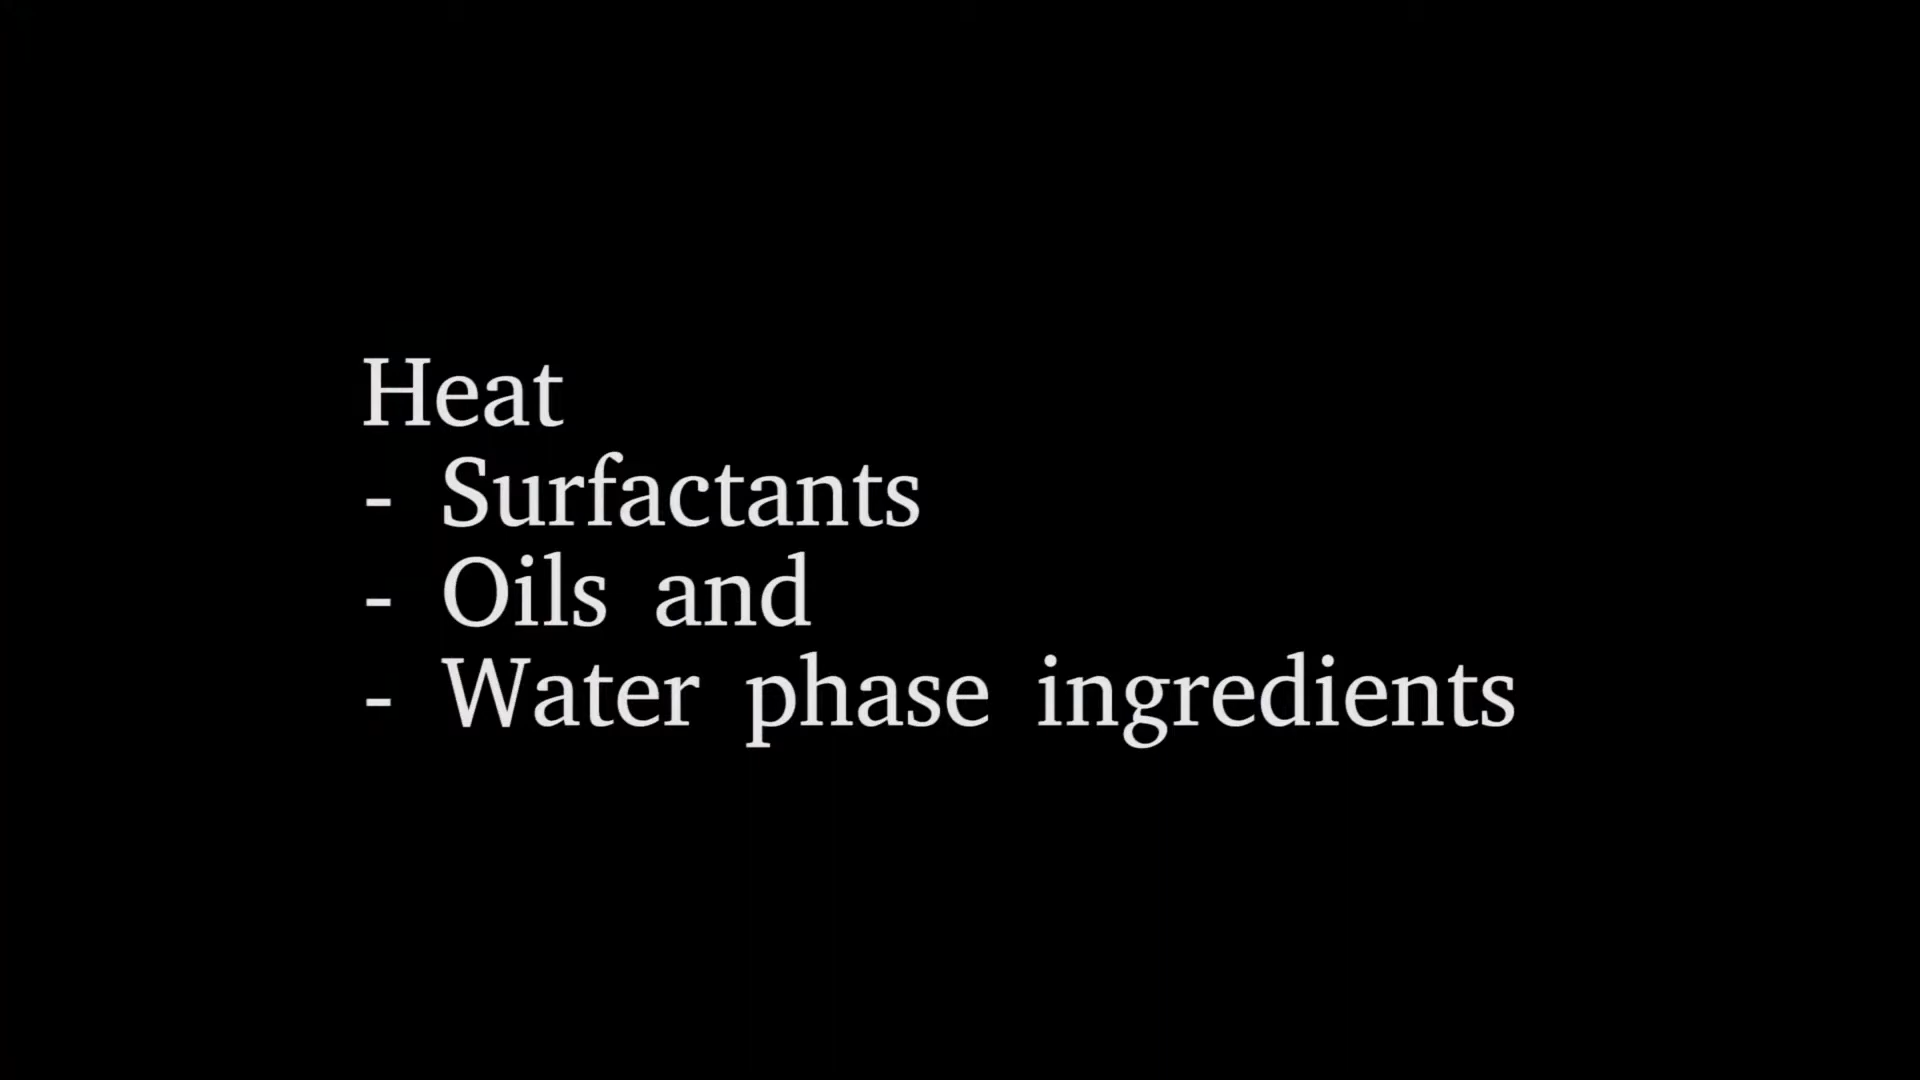 Heat
- Surfactants
- Oils and
- Water phase ingredients